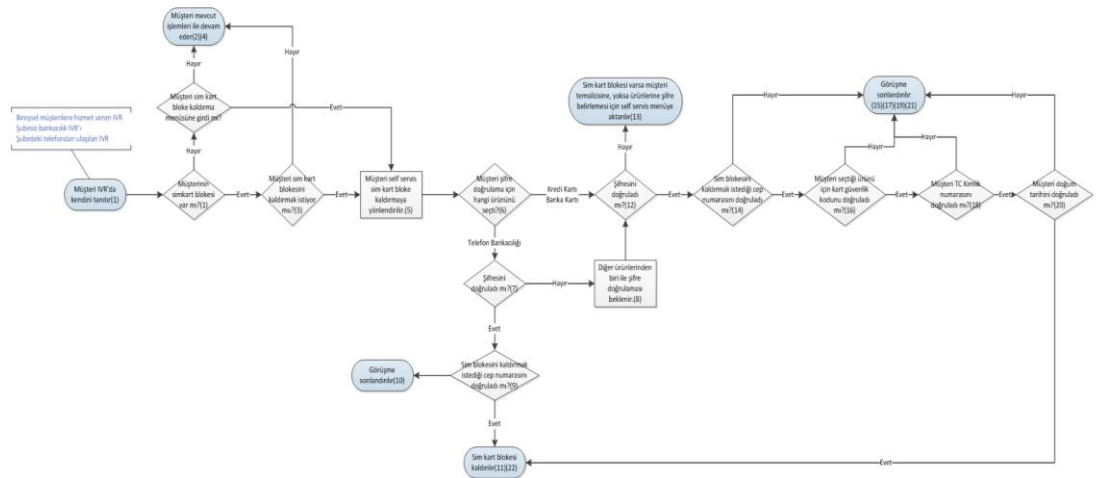 Müşteri mevcut
işlemleri ile devam
eder(2)(4)
Hayır
Hayır
Müşteri sim kart
bloke kaldırma
menüsüne girdi mi?
Evet
Hayır
Bireysel müşterilere hizmet veren IVR
Şubesiz bankacılık IVR'ı
Şubedeki telefondan ulaşılan IVR
Müşteri IVR'da
kendini tanıtır(1)
Müşterinin
simkart blokesi
var mı?(1)
Evet
Müşteri sim kart
blokesini
kaldırmak istiyor
mu?(3)
Evet
Müşteri self servis
sim kart bloke
kaldırmaya
yönlendirilir.(5)
Müşteri şifre
doğrulama için
hangi ürününü
seçti?(6)
Kredi Kartı
Banka Kartı
Sim kart blokesi varsa müşteri
temsilcisine, yoksa ürünlerine şifre
belirlemesi için self servis menüye
aktarılır(13)
Hayır
Şifresini
doğruladı
mı?(12)
Evet
Sim blokesini
kaldırmak istediği cep
numarasını doğruladı
mı?(14)
Hayır
Evet
Müşteri seçtiği ürünü
için kart güvenlik
kodunu doğruladı
mı?(16)
Hayır
Evet
Müşteri TC Kimlik
numarasını
doğruladı mı?(18)
Hayır
Evet
Müşteri doğum
tarihini doğruladı
mı?(20)
Hayır
Görüşme
sonlandırılır
(15)(17)(19)(21)
Telefon Bankacılığı
Şifresini
doğruladı mı?(7)
Hayır
Diğer ürünlerinden
biri ile şifre
doğrulaması
beklenir.(8)
Evet
Sim blokesini kaldırmak
istediği cep numarasını
doğruladı mı?(9)
Görüşme
sonlandırılır(10)
Evet
Sim kart blokesi
kaldırılır(11)(22)
Evet